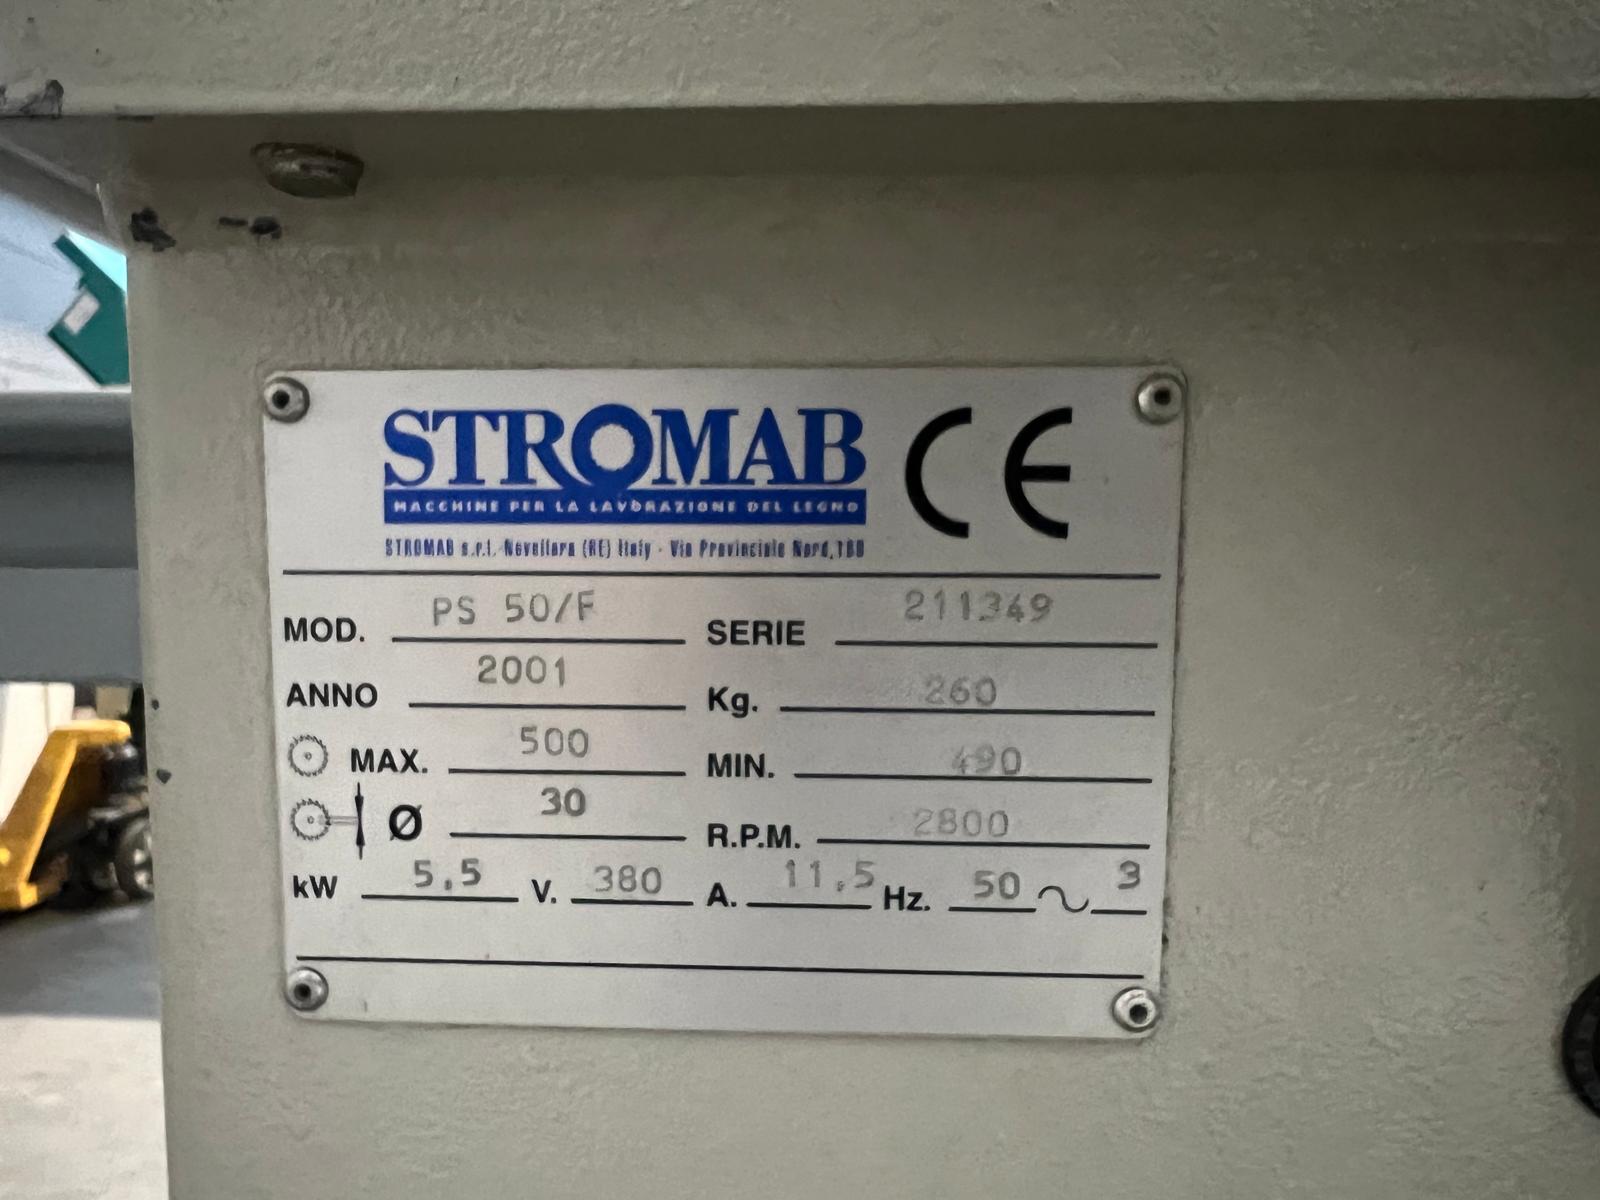 STROMAB CE
MACCHINE PER LA LAVORAZIONE DEL LEGNO
STROMAB s.r.l. Novellara (RE) Italy - Via Provinciale Nord,
MOD. PS 50/F SERIE 211349
ANNO 2001 Kg. 260
MAX. 500 MIN. 490
Ø 30 R.P.M. 2800
kW 5,5 V. 380 A. 11,5 Hz. 50 ~ 3